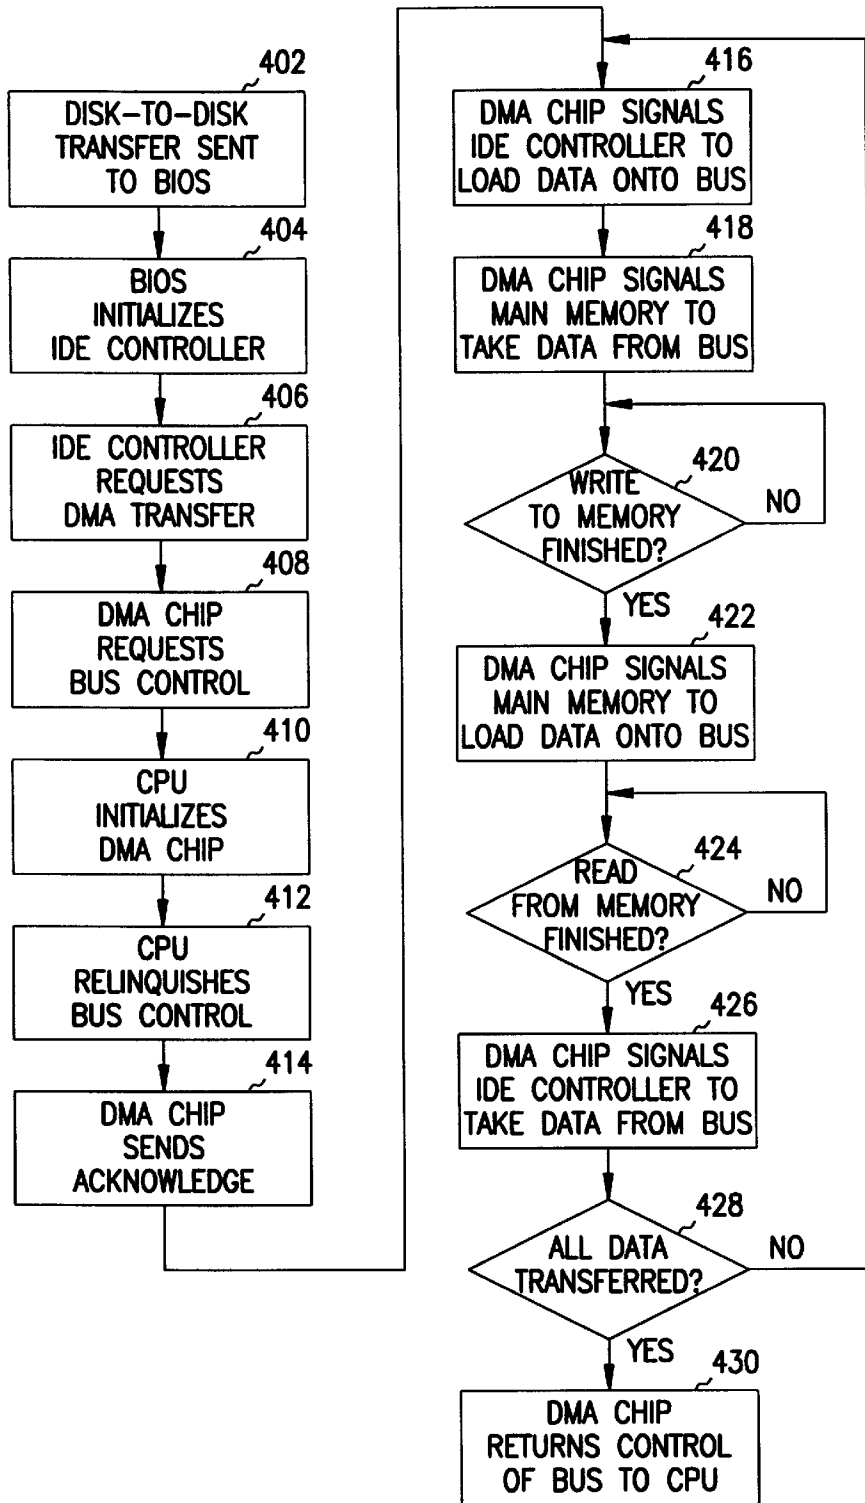 402
DISK-TO-DISK
TRANSFER SENT
TO BIOS
404
BIOS
INITIALIZES
IDE CONTROLLER
406
IDE CONTROLLER
REQUESTS
DMA TRANSFER
408
DMA CHIP
REQUESTS
BUS CONTROL
410
CPU
INITIALIZES
DMA CHIP
412
CPU
RELINQUISHES
BUS CONTROL
414
DMA CHIP
SENDS
ACKNOWLEDGE
416
DMA CHIP SIGNALS
IDE CONTROLLER TO
LOAD DATA ONTO BUS
418
DMA CHIP SIGNALS
MAIN MEMORY TO
TAKE DATA FROM BUS
420
WRITE
TO MEMORY
FINISHED?
NO
YES
422
DMA CHIP SIGNALS
MAIN MEMORY TO
LOAD DATA ONTO BUS
424
READ
FROM MEMORY
FINISHED?
NO
YES
426
DMA CHIP SIGNALS
IDE CONTROLLER TO
TAKE DATA FROM BUS
428
ALL DATA
TRANSFERRED?
NO
YES
430
DMA CHIP
RETURNS CONTROL
OF BUS TO CPU